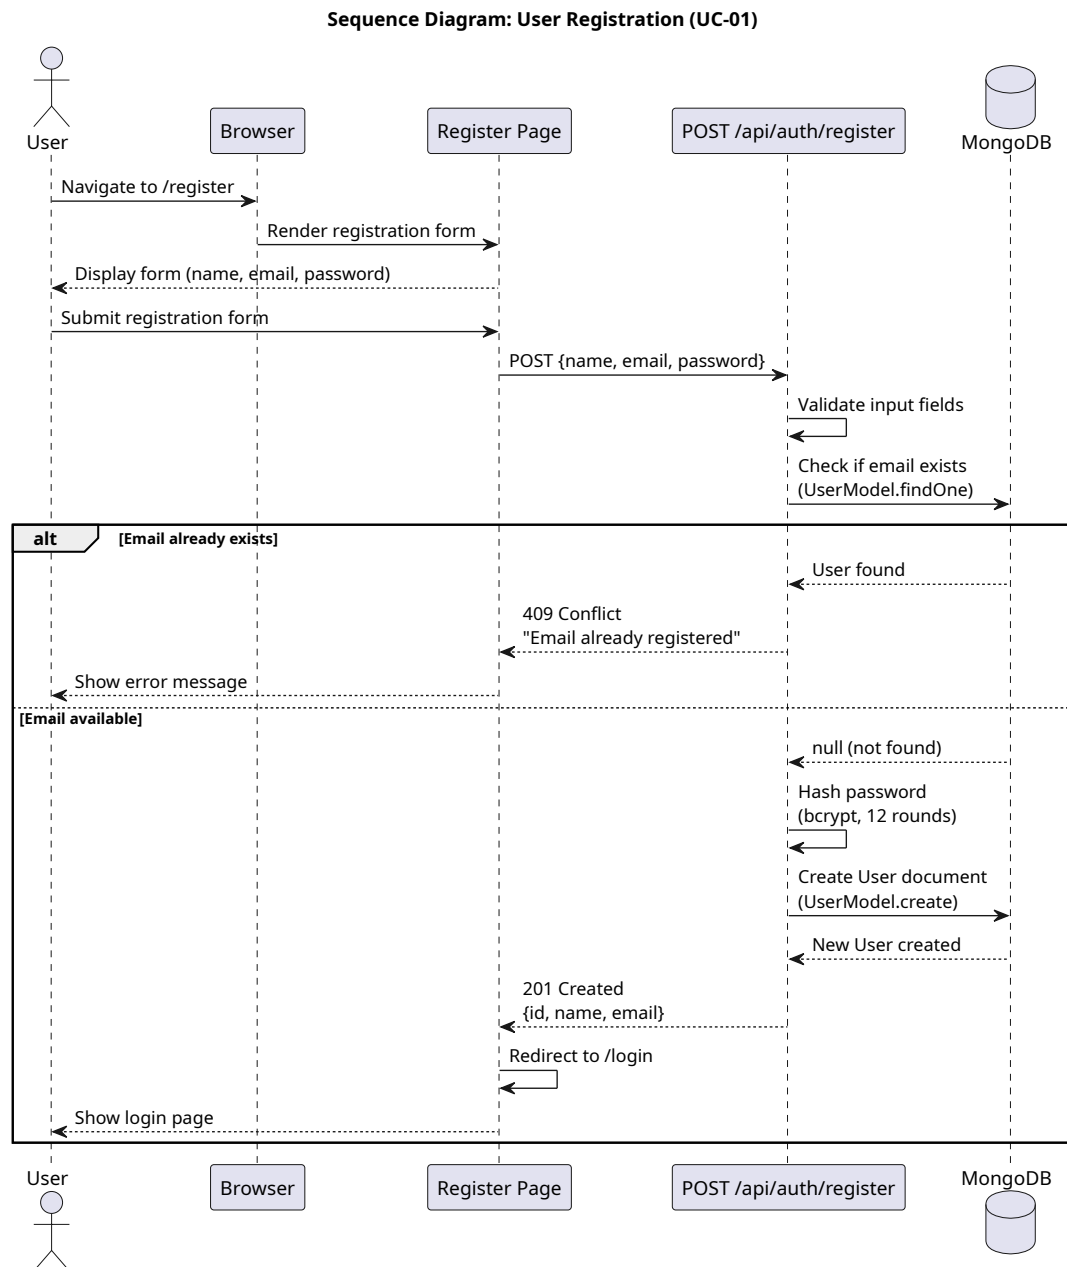 Sequence Diagram: User Registration (UC-01)
User
Browser
Register Page
POST /api/auth/register
MongoDB
Navigate to /register
Render registration form
Display form (name, email, password)
Submit registration form
POST {name, email, password}
Validate input fields
Check if email exists
(UserModel.findOne)
alt
[Email already exists]
User found
409 Conflict
"Email already registered"
Show error message
[Email available]
null (not found)
Hash password
(bcrypt, 12 rounds)
Create User document
(UserModel.create)
New User created
201 Created
{id, name, email}
Redirect to /login
Show login page
User
Browser
Register Page
POST /api/auth/register
MongoDB